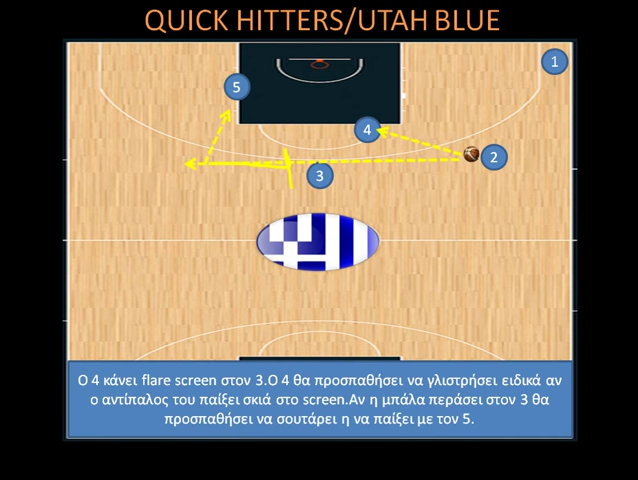 QUICK HITTERS/UTAH BLUE
1
5
4
2
3
Ο 4 κάνει flare screen στον 3.Ο 4 θα προσπαθήσει να γλιστρήσει ειδικά αν
ο αντίπαλος του παίξει σκιά στο screen.Αν η μπάλα περάσει στον 3 θα
προσπαθήσει να σουτάρει η να παίξει με τον 5.